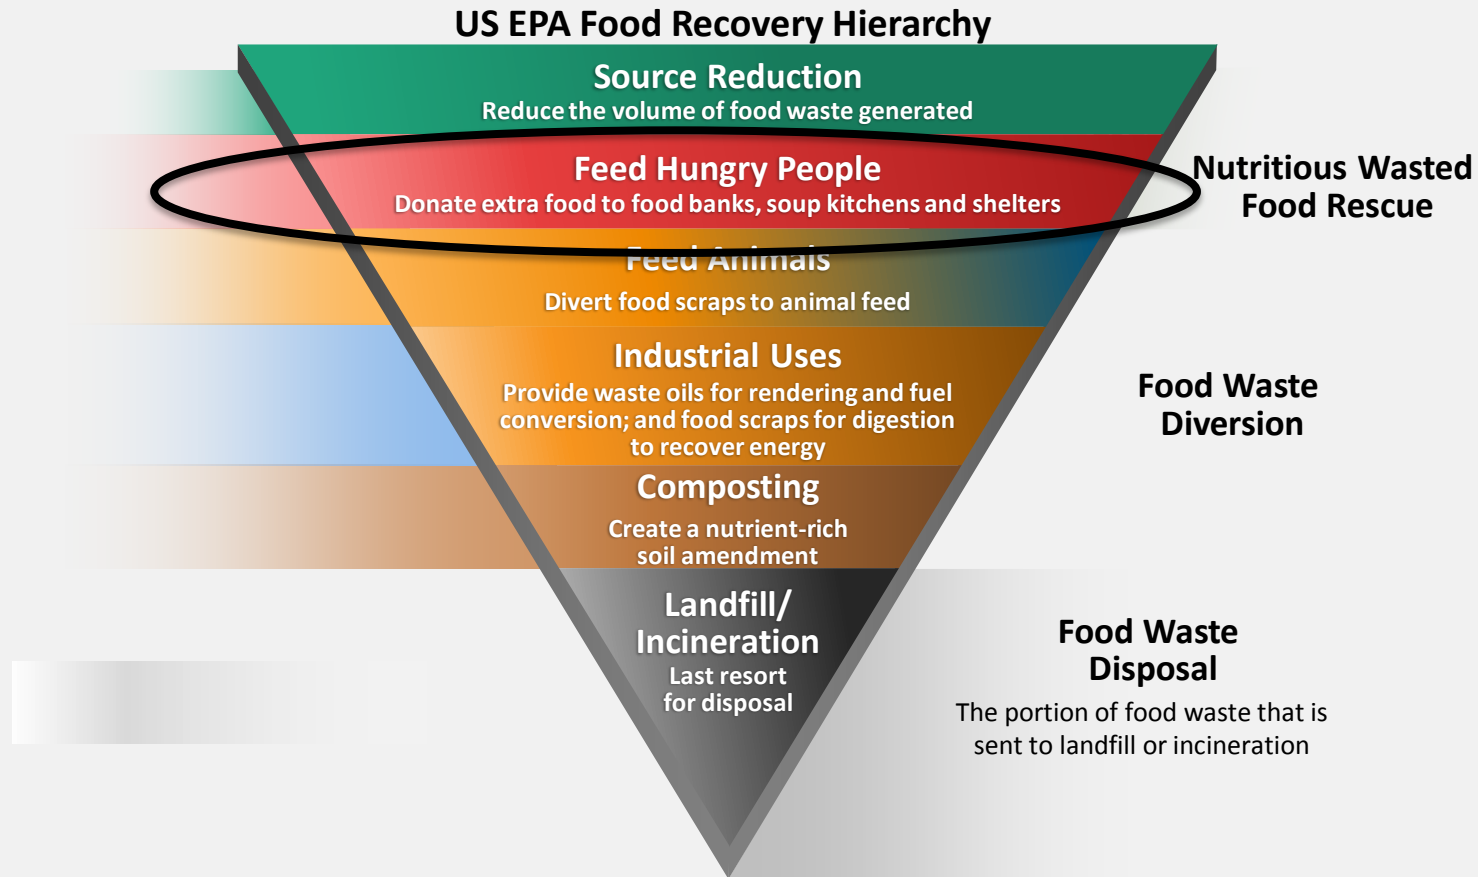 US EPA Food Recovery Hierarchy
Source Reduction
Reduce the volume of food waste generated
Feed Hungry People
Donate extra food to food banks, soup kitchens and shelters
Nutritious Wasted
Food Rescue
Feed Animals
Divert food scraps to animal feed
Industrial Uses
Provide waste oils for rendering and fuel
conversion; and food scraps for digestion
to recover energy
Food Waste
Diversion
Composting
Create a nutrient-rich
soil amendment
Landfill/
Incineration
Last resort
for disposal
Food Waste
Disposal
The portion of food waste that is
sent to landfill or incineration